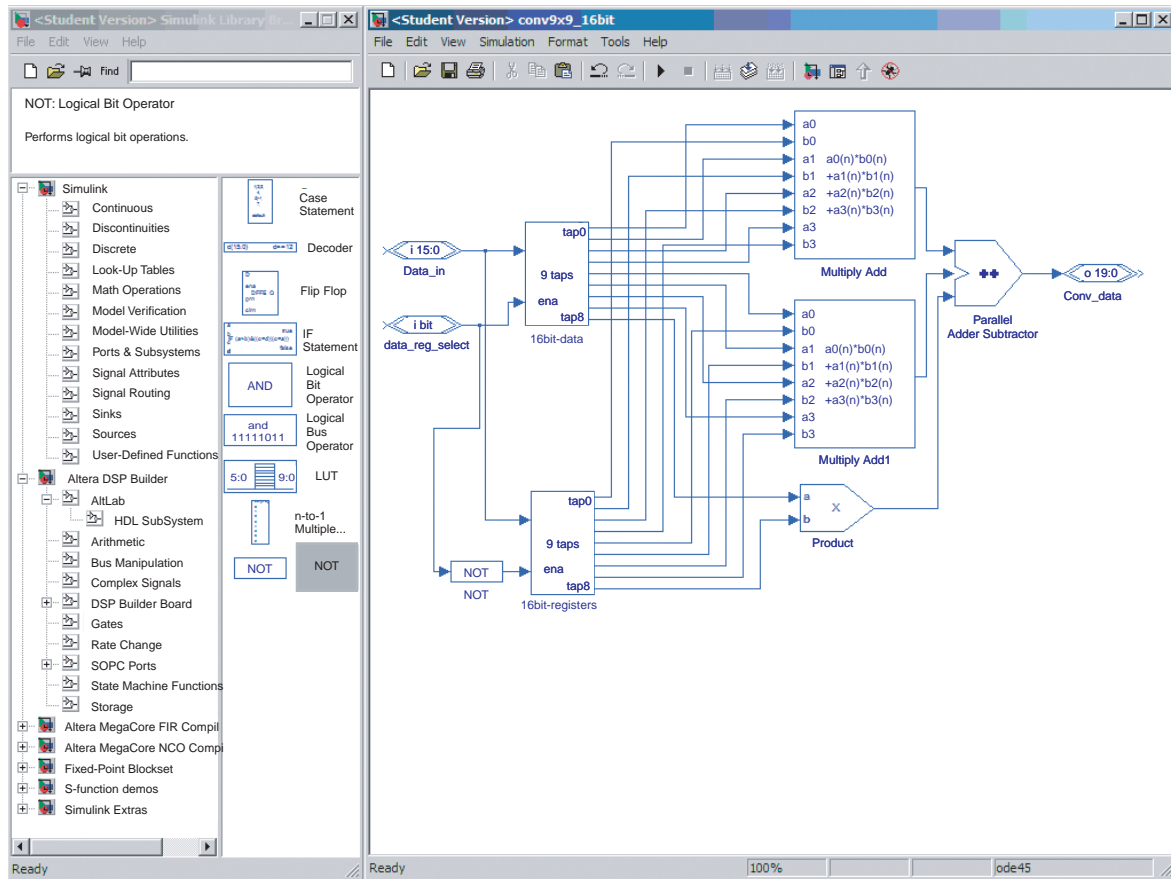 <Student Version> Simulink Library Br...
File Edit View Help
Find
NOT: Logical Bit Operator
Performs logical bit operations.
Simulink
Continuous
Discontinuities
Discrete
Look-Up Tables
Math Operations
Model Verification
Model-Wide Utilities
Ports & Subsystems
Signal Attributes
Signal Routing
Sinks
Sources
User-Defined Functions
Altera DSP Builder
AltLab
HDL SubSystem
Arithmetic
Bus Manipulation
Complex Signals
DSP Builder Board
Gates
Rate Change
SOPC Ports
State Machine Functions
Storage
Altera MegaCore FIR Compil
Altera MegaCore NCO Compi
Fixed-Point Blockset
S-function demos
Simulink Extras
Ready
Case
Statement
d(15:0) d==12
Decoder
Flip Flop
IF
Statement
AND
Logical
Bit
Operator
and
11111011
Logical
Bus
Operator
5:0 9:0
LUT
n-to-1
Multiple...
NOT
NOT
<Student Version> conv9x9_16bit
File Edit View Simulation Format Tools Help
i 15:0
Data_in
i bit
data_reg_select
tap0
9 taps
ena
tap8
16bit-data
NOT
NOT
tap0
9 taps
ena
tap8
16bit-registers
a0
b0
a1 a0(n)*b0(n)
b1 +a1(n)*b1(n)
a2 +a2(n)*b2(n)
b2 +a3(n)*b3(n)
a3
b3
Multiply Add
a0
b0
a1 a0(n)*b0(n)
b1 +a1(n)*b1(n)
a2 +a2(n)*b2(n)
b2 +a3(n)*b3(n)
a3
b3
Multiply Add1
a
x
b
Product
++
Parallel
Adder Subtractor
o 19:0
Conv_data
Ready
100%
ode45